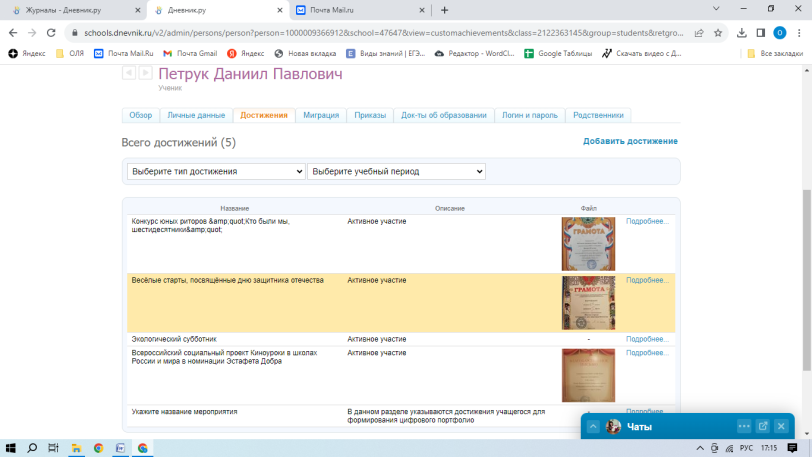 Журналы - Дневник.ру
Дневник.ру
Почта Mail.ru
schools.dnevnik.ru/v2/admin/persons/person?person=1000009366912&school=47647&view=customachievements&class=2122363145&group=students&retgro...
Яндекс
ОЛЯ
Почта Mail.Ru
Почта Gmail
Яндекс
Новая вкладка
Виды знаний | ЕГЭ...
Редактор - WordCl...
Google Таблицы
Скачать видео с Д...
Все закладки
Петрук Даниил Павлович
Ученик
Обзор
Личные данные
Достижения
Миграция
Приказы
Док-ты об образовании
Логин и пароль
Родственники
Всего достижений (5)
Добавить достижение
Выберите тип достижения
Выберите учебный период
Название
Описание
Файл
Конкурс юных риторов &amp;quot;Кто были мы,
шестидесятники&amp;quot;
Активное участие
ГРАМОТА
Подробнее...
Весёлые старты, посвящённые дню защитника отечества
Активное участие
ГРАМОТА
Подробнее...
Экологический субботник
Активное участие
-
Подробнее...
Всероссийский социальный проект Киноуроки в школах
России и мира в номинации Эстафета Добра
Активное участие
Подробнее...
Укажите название мероприятия
В данном разделе указываются достижения учащегося для
формирования цифрового портфолио
Подробнее...
Чаты
РУС
17:15